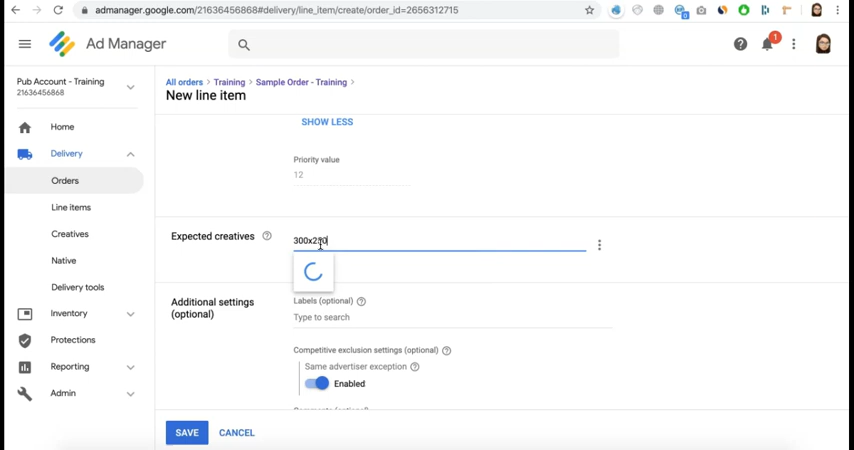 admanager.google.com/21636456868#delivery/line_item/create/order_id=2656312715
Ad Manager
1
Pub Account - Training
21636456868
Home
Delivery
Orders
Line items
Creatives
Native
Delivery tools
Inventory
Protections
Reporting
Admin
All orders > Training > Sample Order - Training >
New line item
SHOW LESS
Priority value
12
Expected creatives
Additional settings
(optional)
Labels (optional)
Type to search
Competitive exclusion settings (optional)
Same advertiser exception
Enabled
Comments (optional)
SAVE CANCEL